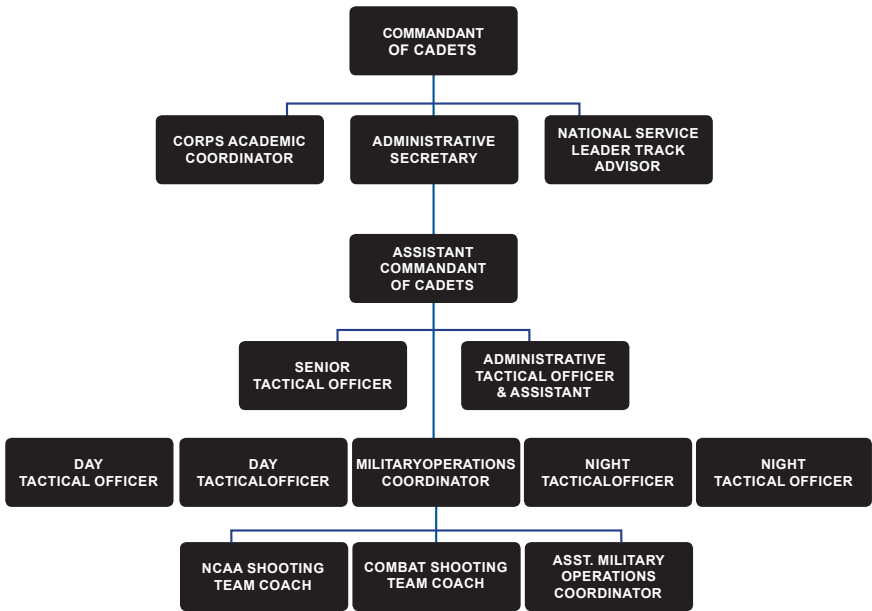 COMMANDANT
OF CADETS
CORPS ACADEMIC
COORDINATOR
ADMINISTRATIVE
SECRETARY
NATIONAL SERVICE
LEADER TRACK
ADVISOR
ASSISTANT
COMMANDANT
OF CADETS
SENIOR
TACTICAL OFFICER
ADMINISTRATIVE
TACTICAL OFFICER
& ASSISTANT
DAY
TACTICAL OFFICER
DAY
TACTICALOFFICER
MILITARYOPERATIONS
COORDINATOR
NIGHT
TACTICALOFFICER
NIGHT
TACTICAL OFFICER
NCAA SHOOTING
TEAM COACH
COMBAT SHOOTING
TEAM COACH
ASST. MILITARY
OPERATIONS
COORDINATOR